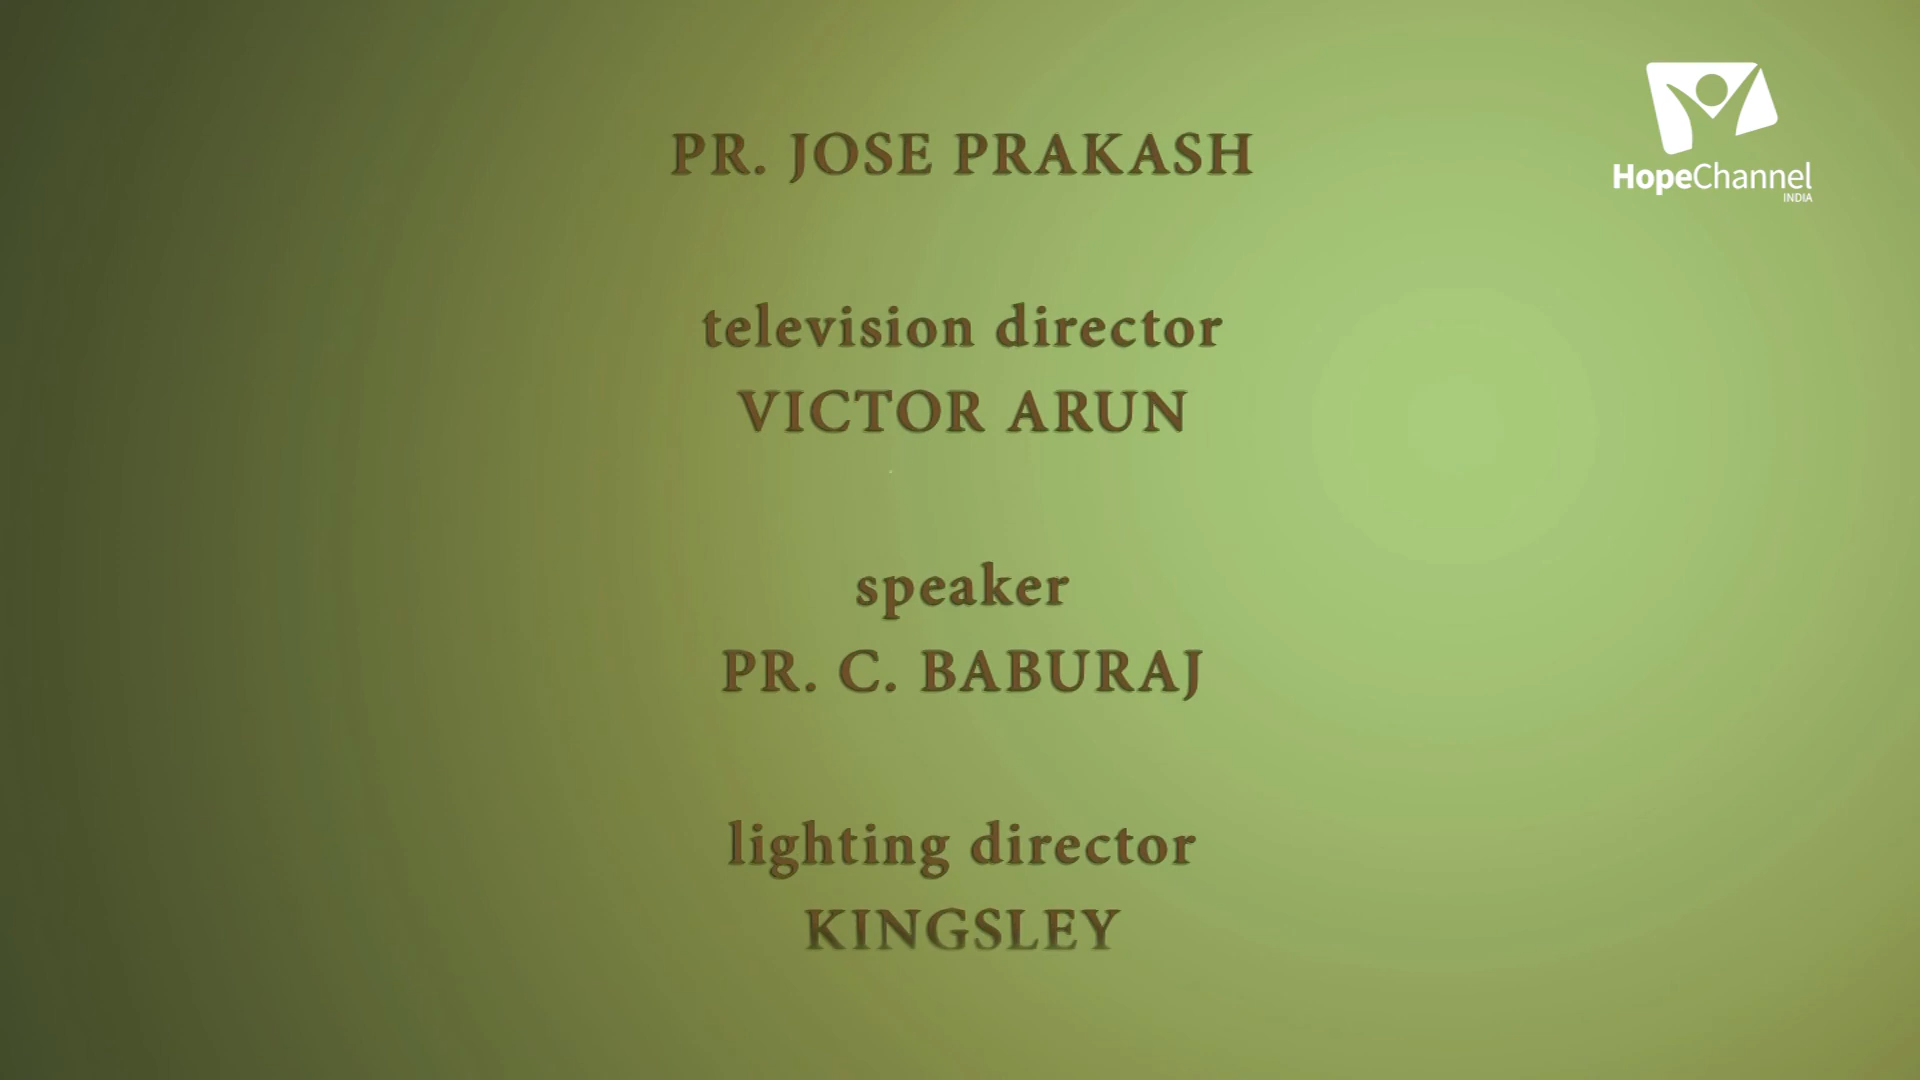 PR. JOSE PRAKASH
television director
VICTOR ARUN
speaker
PR. C. BABURAJ
lighting director
KINGSLEY
HopeChannel
INDIA